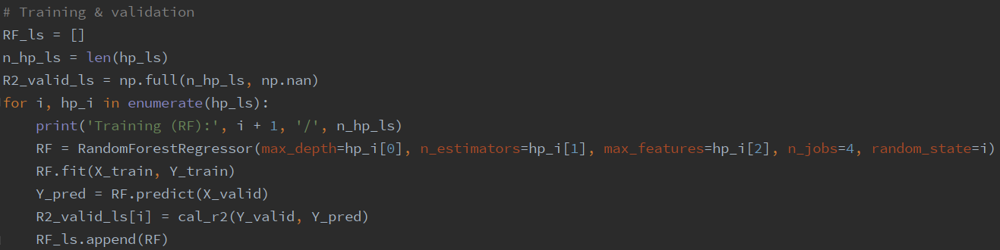 # Training & validation
RF_ls = []
n_hp_ls = len(hp_ls)
R2_valid_ls = np.full(n_hp_ls, np.nan)
for i, hp_i in enumerate(hp_ls):
    print('Training (RF):', i + 1, '/', n_hp_ls)
    RF = RandomForestRegressor(max_depth=hp_i[0], n_estimators=hp_i[1], max_features=hp_i[2], n_jobs=4, random_state=i)
    RF.fit(X_train, Y_train)
    Y_pred = RF.predict(X_valid)
    R2_valid_ls[i] = cal_r2(Y_valid, Y_pred)
    RF_ls.append(RF)